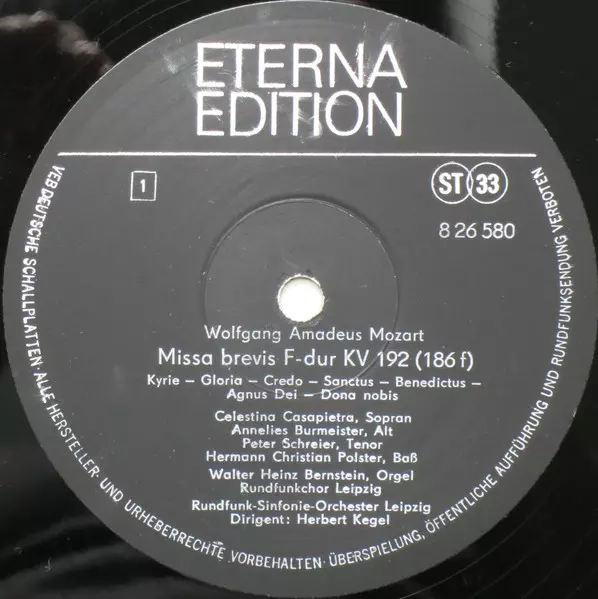 ETERNA
EDITION
1
ST 33
8 26 580
Wolfgang Amadeus Mozart
Missa brevis F-dur KV 192 (186 f)
Kyrie – Gloria – Credo – Sanctus – Benedictus –
Agnus Dei – Dona nobis
Celestina Casapietra, Sopran
Annelies Burmeister, Alt
Peter Schreier, Tenor
Hermann Christian Polster, Baß
Walter Heinz Bernstein, Orgel
Rundfunkchor Leipzig
Rundfunk-Sinfonie-Orchester Leipzig
Dirigent: Herbert Kegel
VEB DEUTSCHE SCHALLPLATTEN · ALLE HERSTELLER- UND URHEBERRECHTE VORBEHALTEN · ÜBERSPIELUNG, ÖFFENTLICHE AUFFÜHRUNG UND RUNDFUNKSENDUNG VERBOTEN